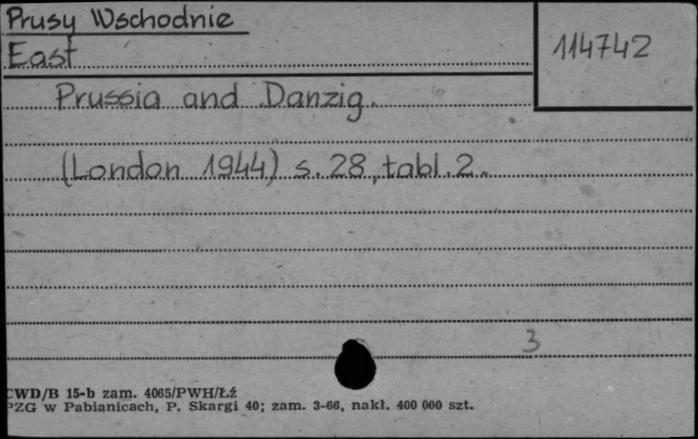 Prusy Wschodnie
114742
East
Prussia and Danzig.
(London 1944) s. 28, tabl. 2.
3
CWD/B 15-b zam. 4065/PWH/Łź
PZG w Pabianicach, P. Skargi 40; zam. 3-66, nakł. 400 000 szt.